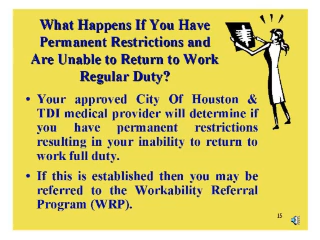 What Happens If You Have
Permanent Restrictions and
Are Unable to Return to Work
Regular Duty?
• Your approved City Of Houston &
TDI medical provider will determine if
you have permanent restrictions
resulting in your inability to return to
work full duty.
• If this is established then you may be
referred to the Workability Referral
Program (WRP).
15